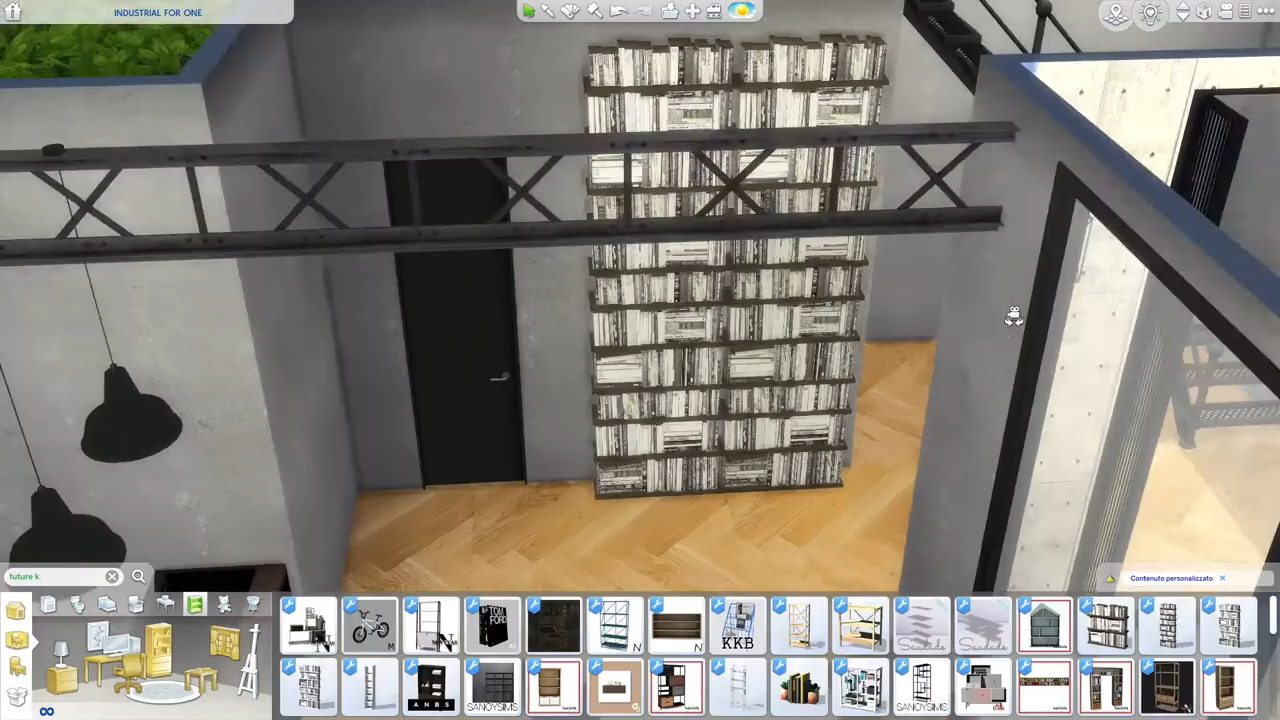 INDUSTRIAL FOR ONE
future k
Contenuto personalizzato
M
TOM FORD
N
N
KKB
Saudade
Saudade
ANBS
SANOYSIMS
SANOYSIMS